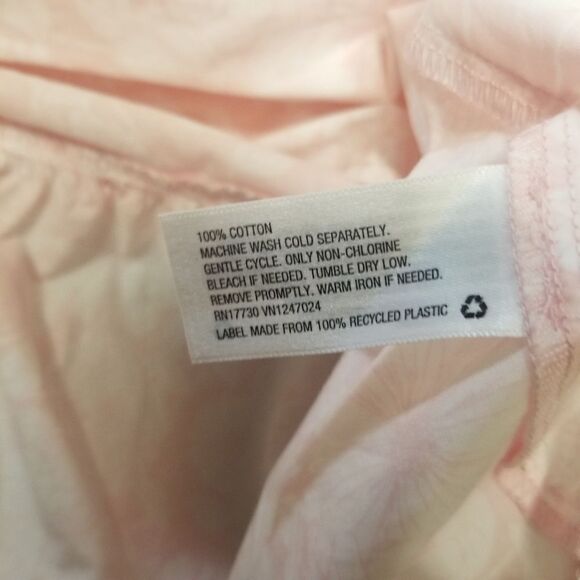 100% COTTON
MACHINE WASH COLD SEPARATELY.
GENTLE CYCLE. ONLY NON-CHLORINE
BLEACH IF NEEDED. TUMBLE DRY LOW.
REMOVE PROMPTLY. WARM IRON IF NEEDED.
RN17730 VN1247024
LABEL MADE FROM 100% RECYCLED PLASTIC